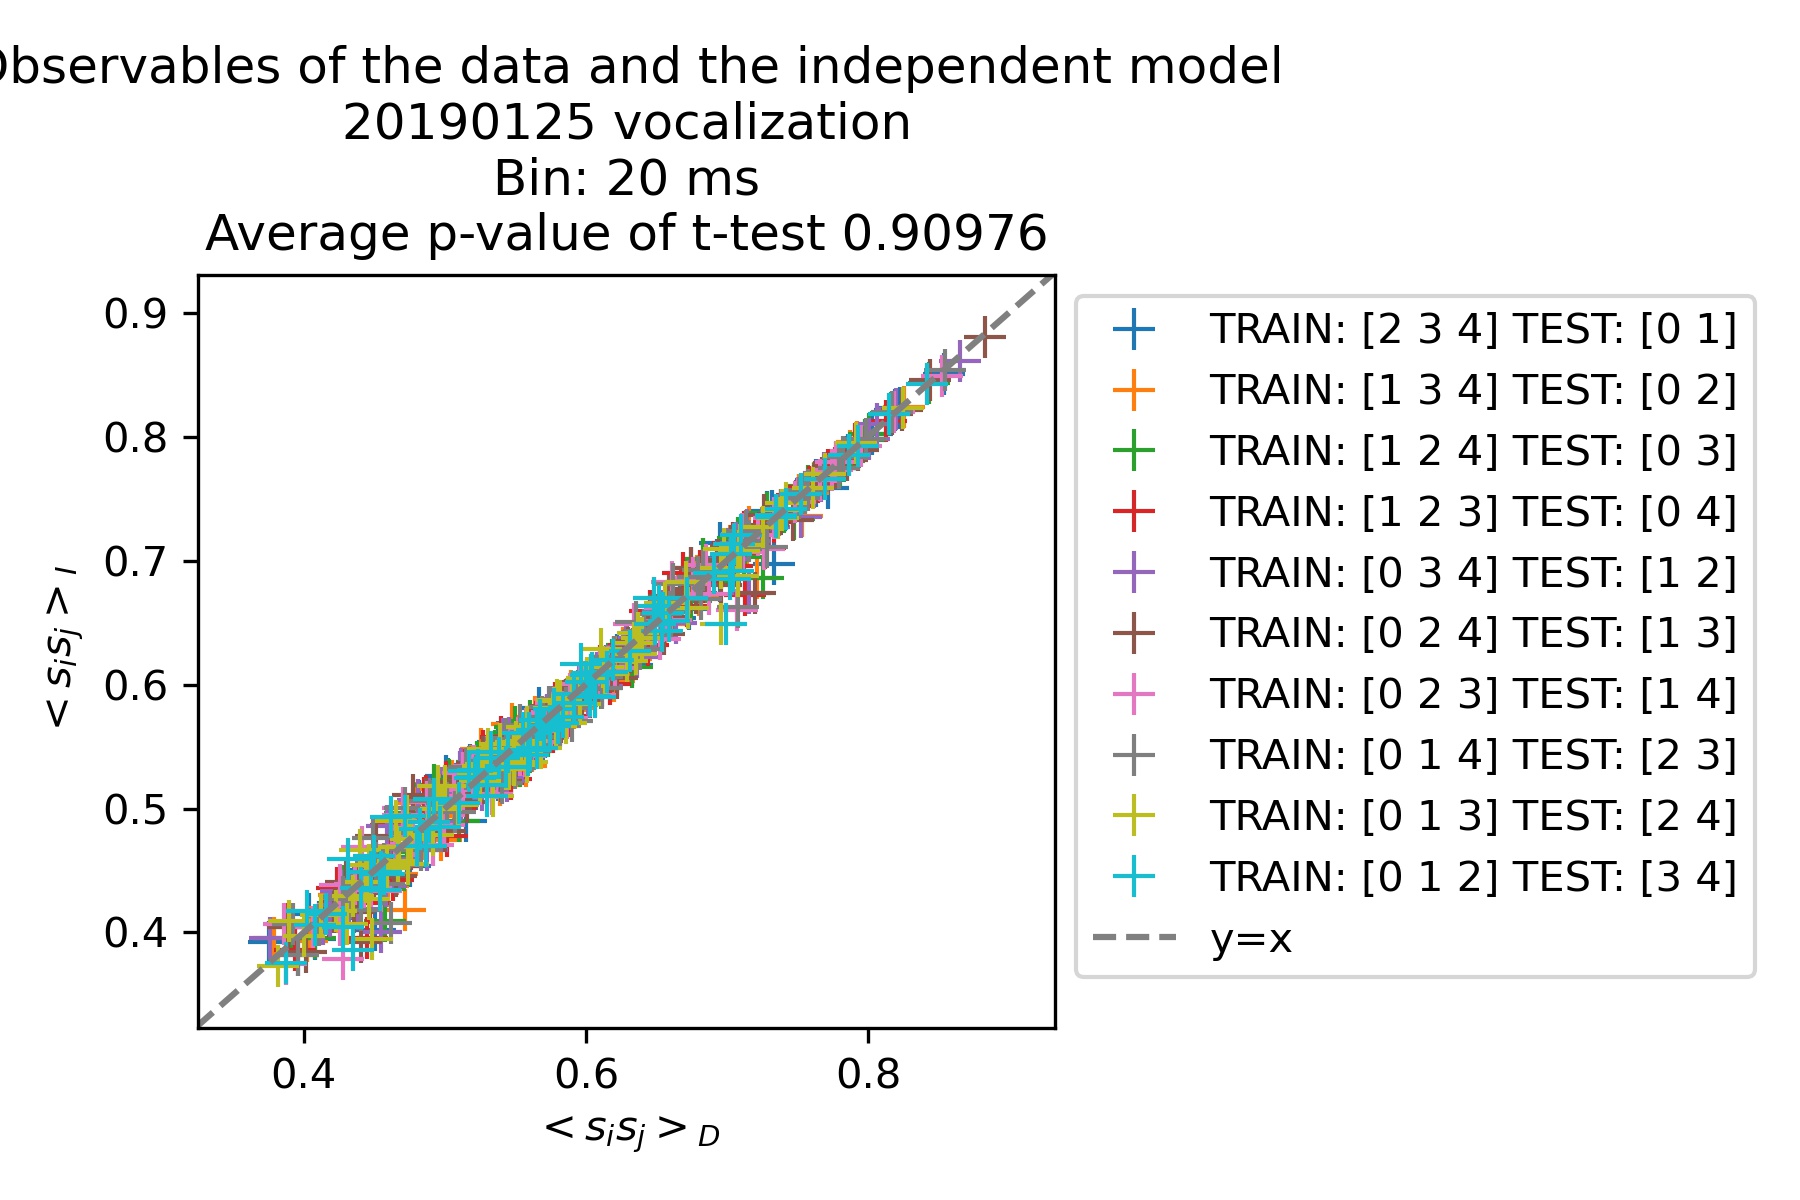 Observables of the data and the independent model
20190125 vocalization
Bin: 20 ms
Average p-value of t-test 0.90976
0.9
0.8
0.7
0.6
0.5
0.4
< s_i s_j > _I
0.4 0.6 0.8
< s_i s_j > _D
TRAIN: [2 3 4] TEST: [0 1]
TRAIN: [1 3 4] TEST: [0 2]
TRAIN: [1 2 4] TEST: [0 3]
TRAIN: [1 2 3] TEST: [0 4]
TRAIN: [0 3 4] TEST: [1 2]
TRAIN: [0 2 4] TEST: [1 3]
TRAIN: [0 2 3] TEST: [1 4]
TRAIN: [0 1 4] TEST: [2 3]
TRAIN: [0 1 3] TEST: [2 4]
TRAIN: [0 1 2] TEST: [3 4]
y=x